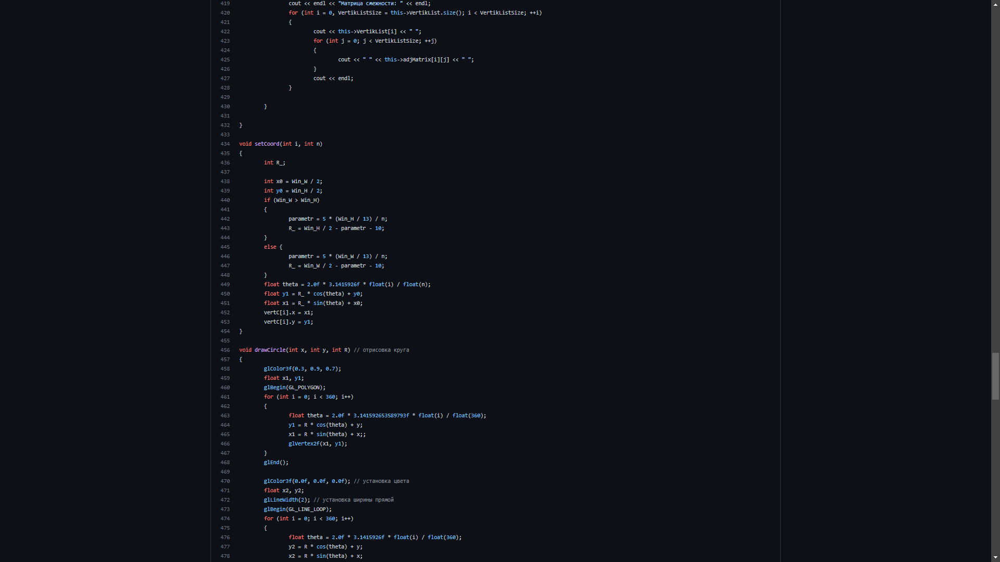 419 cout << endl << "Матрица смежности: " << endl;
420 for (int i = 0, VertikListSize = this->VertikList.size(); i < VertikListSize; ++i)
421 {
422 cout << this->VertikList[i] << " ";
423 for (int j = 0; j < VertikListSize; ++j)
424 {
425 cout << " " << this->adjMatrix[i][j] << " ";
426 }
427 cout << endl;
428 }
429
430 }
431
432 }
433
434 void setCoord(int i, int n)
435 {
436 int R_;
437
438 int x0 = Win_W / 2;
439 int y0 = Win_H / 2;
440 if (Win_W > Win_H)
441 {
442 parametr = 5 * (Win_H / 13) / n;
443 R_ = Win_H / 2 - parametr - 10;
444 }
445 else {
446 parametr = 5 * (Win_W / 13) / n;
447 R_ = Win_W / 2 - parametr - 10;
448 }
449 float theta = 2.0f * 3.1415926f * float(i) / float(n);
450 float y1 = R_ * cos(theta) + y0;
451 float x1 = R_ * sin(theta) + x0;
452 vertC[i].x = x1;
453 vertC[i].y = y1;
454 }
455
456 void drawCircle(int x, int y, int R) // отрисовка круга
457 {
458 glColor3f(0.3, 0.9, 0.7);
459 float x1, y1;
460 glBegin(GL_POLYGON);
461 for (int i = 0; i < 360; i++)
462 {
463 float theta = 2.0f * 3.141592653589793f * float(i) / float(360);
464 y1 = R * cos(theta) + y;
465 x1 = R * sin(theta) + x;;
466 glVertex2f(x1, y1);
467 }
468 glEnd();
469
470 glColor3f(0.0f, 0.0f, 0.0f); // установка цвета
471 float x2, y2;
472 glLineWidth(2); // установка ширины прямой
473 glBegin(GL_LINE_LOOP);
474 for (int i = 0; i < 360; i++)
475 {
476 float theta = 2.0f * 3.1415926f * float(i) / float(360);
477 y2 = R * cos(theta) + y;
478 x2 = R * sin(theta) + x;